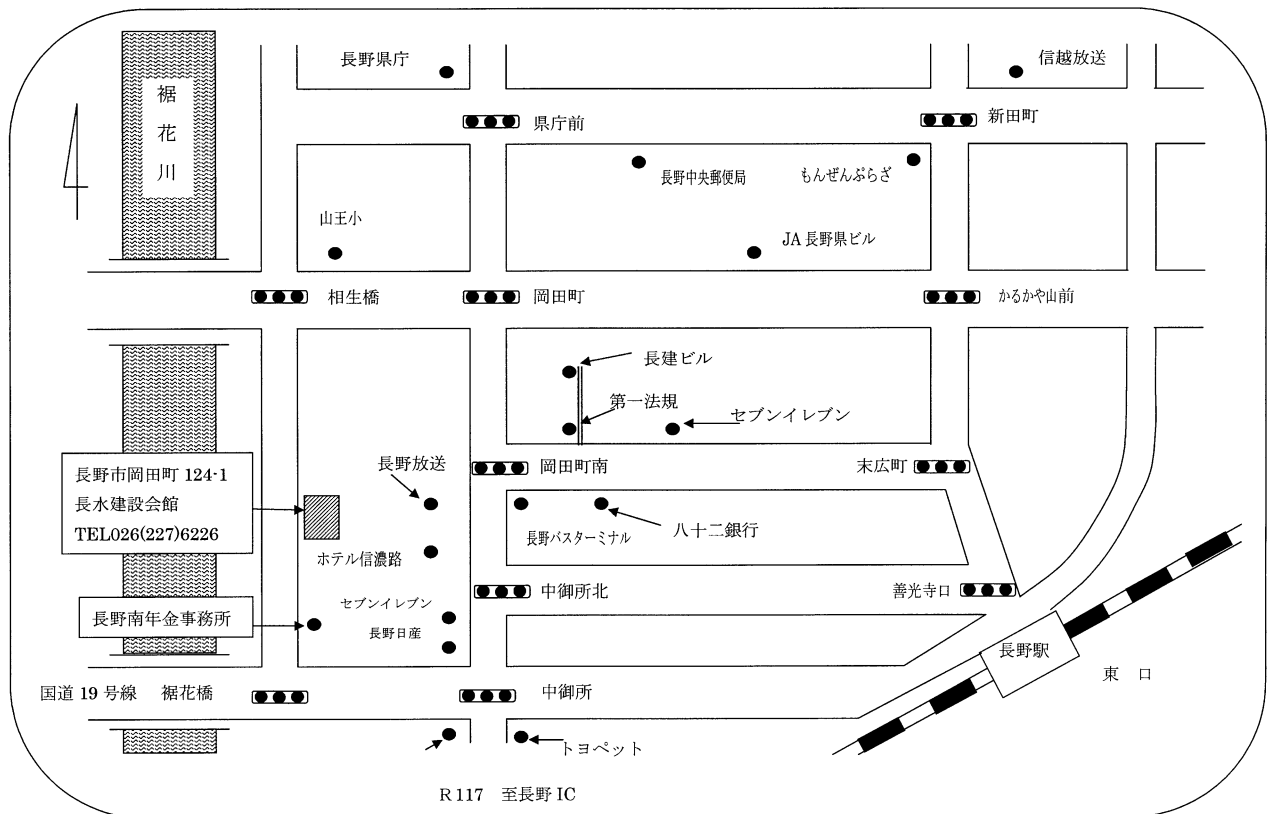 長野県庁
信越放送
裾花川
県庁前
新田町
長野中央郵便局
もんぜんぷらざ
山王小
JA長野県ビル
相生橋
岡田町
かるかや山前
長建ビル
第一法規
セブンイレブン
長野放送
岡田町南
末広町
長野市岡田町 124-1
長水建設会館
TEL026(227)6226
八十二銀行
長野バスターミナル
ホテル信濃路
中御所北
善光寺口
セブンイレブン
長野南年金事務所
長野日産
長野駅
東 口
国道 19 号線 裾花橋
中御所
トヨペット
R117 至長野 IC